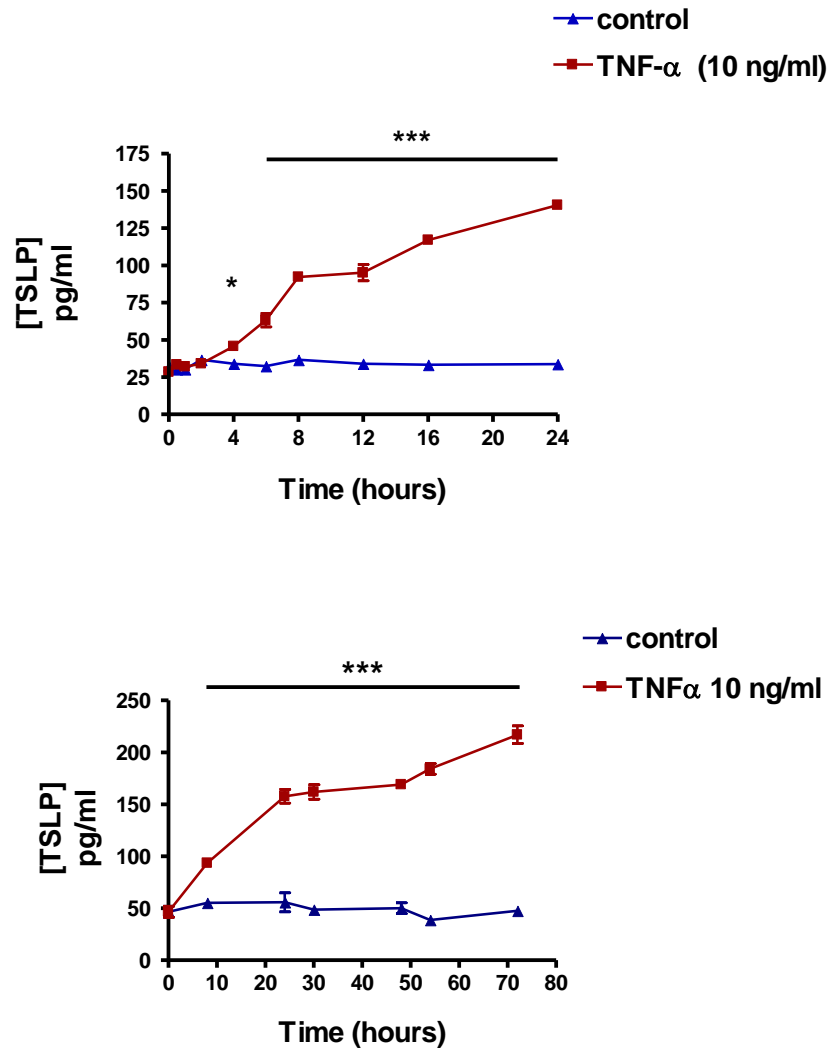 control
TNF-α (10 ng/ml)
***
175
150
125
100
75
50
25
0
*
[TSLP]
pg/ml
0 4 8 12 16 20 24
Time (hours)
control
TNFα 10 ng/ml
***
250
200
150
100
50
0
[TSLP]
pg/ml
0 10 20 30 40 50 60 70 80
Time (hours)